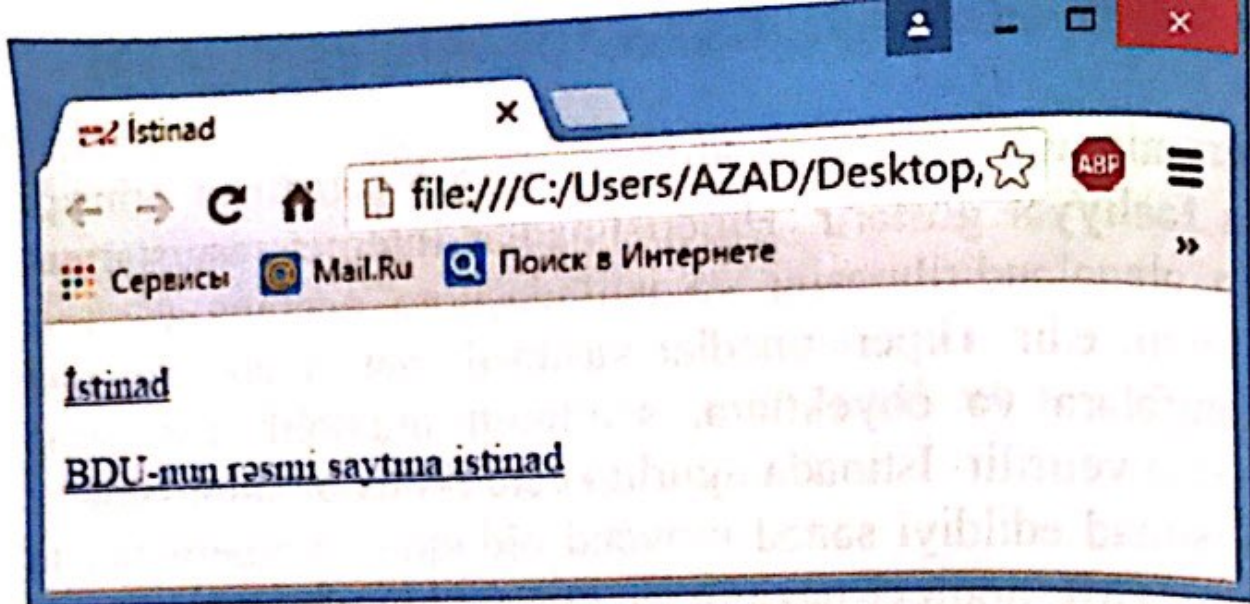 İstinad
file:///C:/Users/AZAD/Desktop,
ABP
Сервисы Mail.Ru Поиск в Интернете »
İstinad
BDU-nun rəsmi saytına istinad